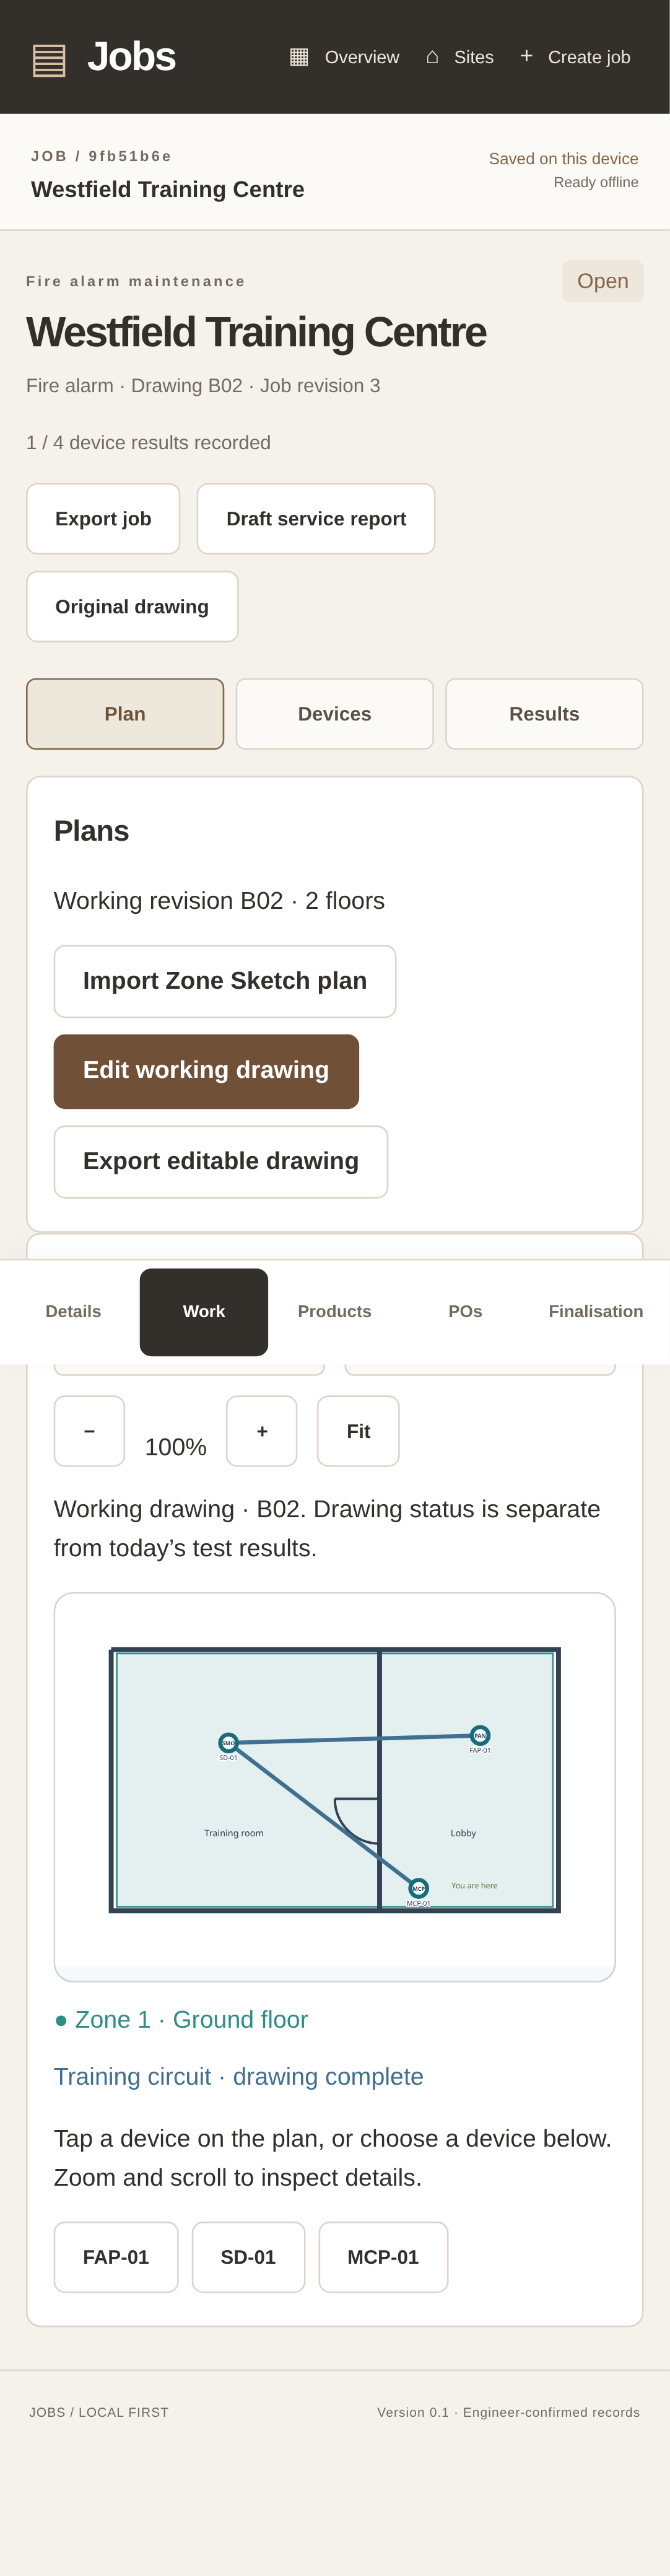 Jobs
Overview
Sites
+ Create job
JOB / 9fb51b6e
Westfield Training Centre
Saved on this device
Ready offline
Fire alarm maintenance
Open
Westfield Training Centre
Fire alarm · Drawing B02 · Job revision 3
1 / 4 device results recorded
Export job
Draft service report
Original drawing
Plan
Devices
Results
Plans
Working revision B02 · 2 floors
Import Zone Sketch plan
Edit working drawing
Export editable drawing
Details
Work
Products
POs
Finalisation
−
100%
+
Fit
Working drawing · B02. Drawing status is separate
from today’s test results.
SMO
SD-01
PAN
FAP-01
Training room
Lobby
You are here
MCP
MCP-01
● Zone 1 · Ground floor
Training circuit · drawing complete
Tap a device on the plan, or choose a device below.
Zoom and scroll to inspect details.
FAP-01
SD-01
MCP-01
JOBS / LOCAL FIRST
Version 0.1 · Engineer-confirmed records